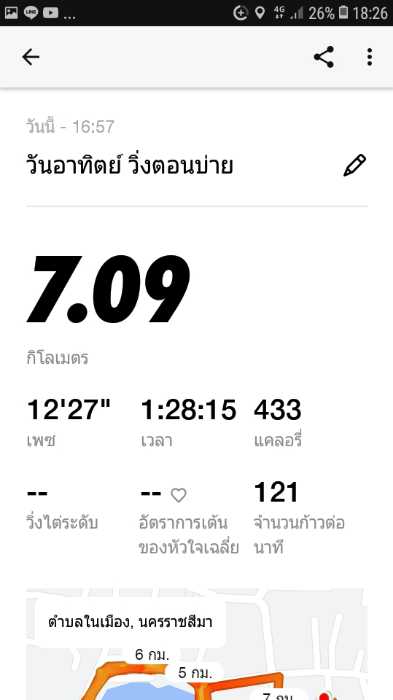 LINE ... 4G 26% 18:26
วันนี้ - 16:57
วันอาทิตย์ วิ่งตอนบ่าย
7.09
กิโลเมตร
12'27" 1:28:15 433
เพซ เวลา แคลอรี่
-- -- 121
วิ่งไต่ระดับ อัตราการเต้น จำนวนก้าวต่อ
ของหัวใจเฉลี่ย นาที
ตำบลในเมือง, นครราชสีมา
6 กม.
5 กม.
7 กม.